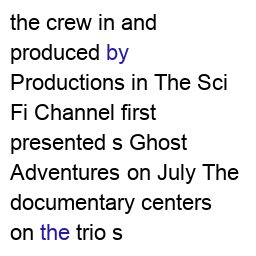 the crew in and
produced by
Productions in The Sci
Fi Channel first
presented s Ghost
Adventures on July The
documentary centers
on the trio s